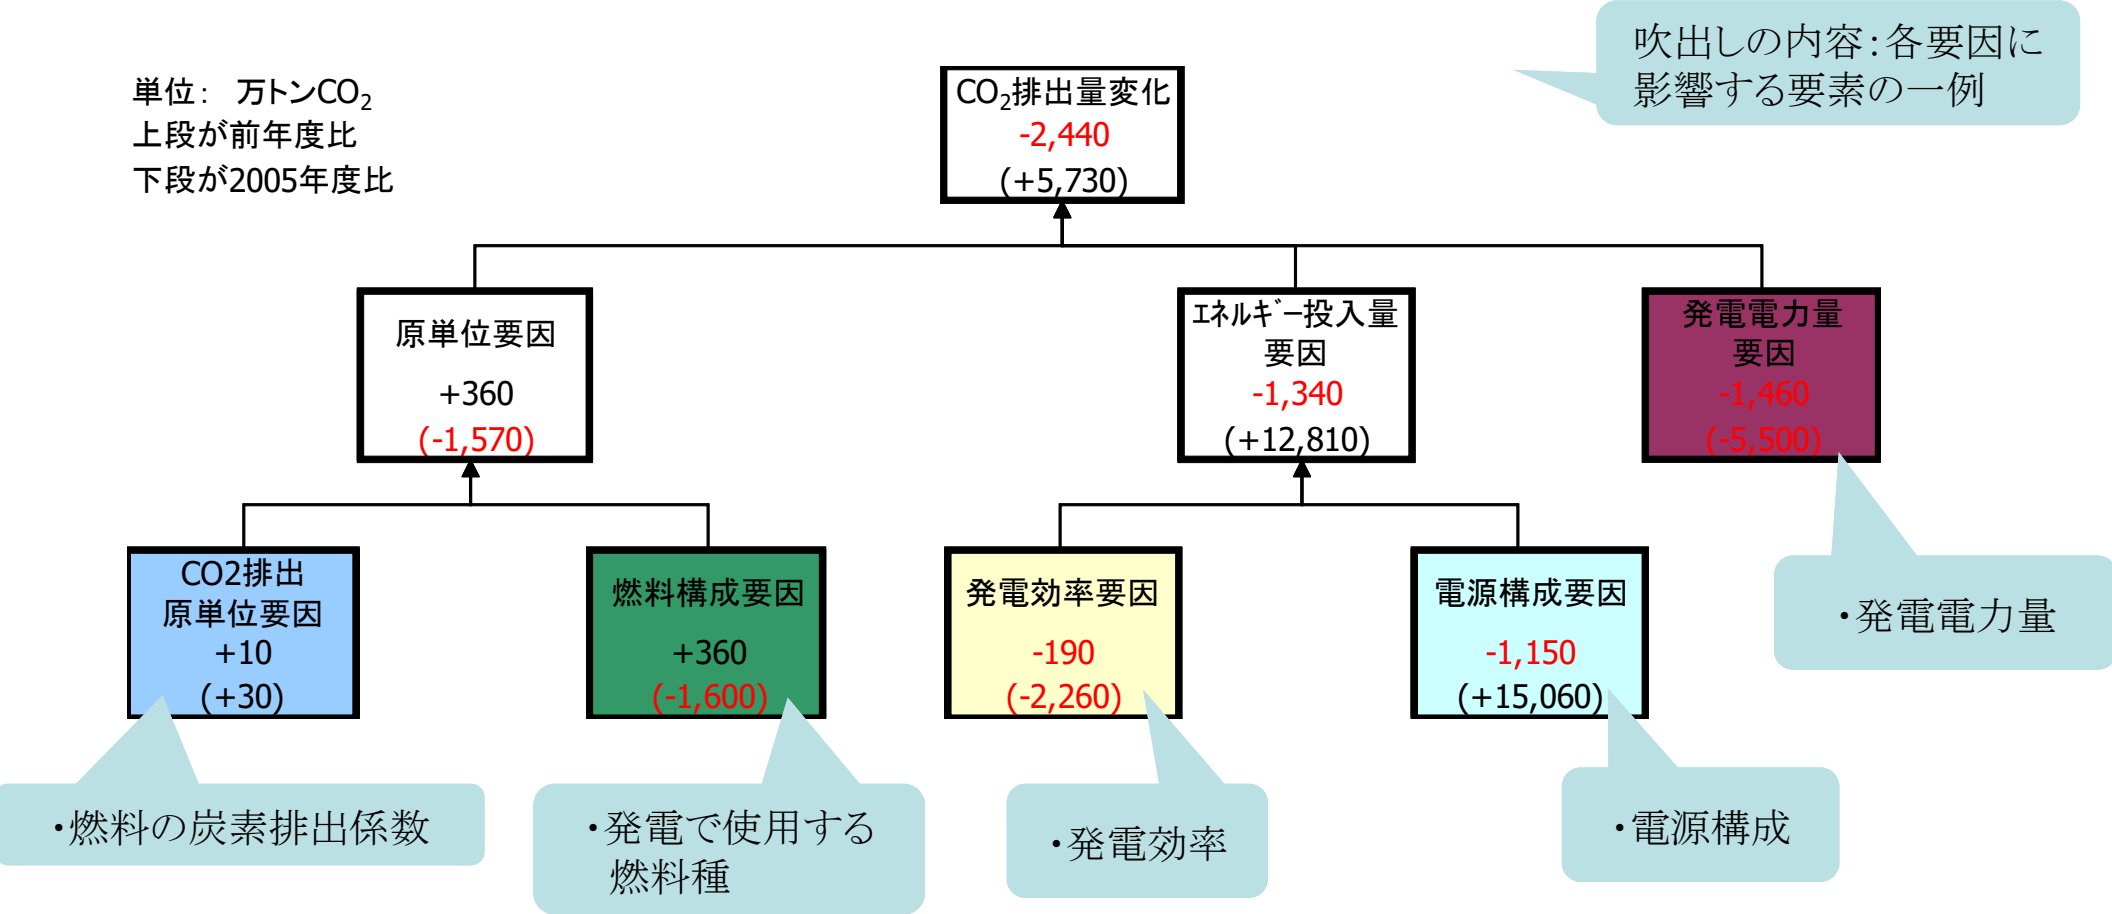 吹出しの内容：各要因に
影響する要素の一例
単位： 万トンCO₂
上段が前年度比
下段が2005年度比
CO₂排出量変化
-2,440
(+5,730)
原単位要因
+360
(-1,570)
ｴﾈﾙｷﾞｰ投入量
要因
-1,340
(+12,810)
発電電力量
要因
-1,460
(-5,500)
CO2排出
原単位要因
+10
(+30)
燃料構成要因
+360
(-1,600)
発電効率要因
-190
(-2,260)
電源構成要因
-1,150
(+15,060)
・発電電力量
・燃料の炭素排出係数
・発電で使用する
燃料種
・発電効率
・電源構成